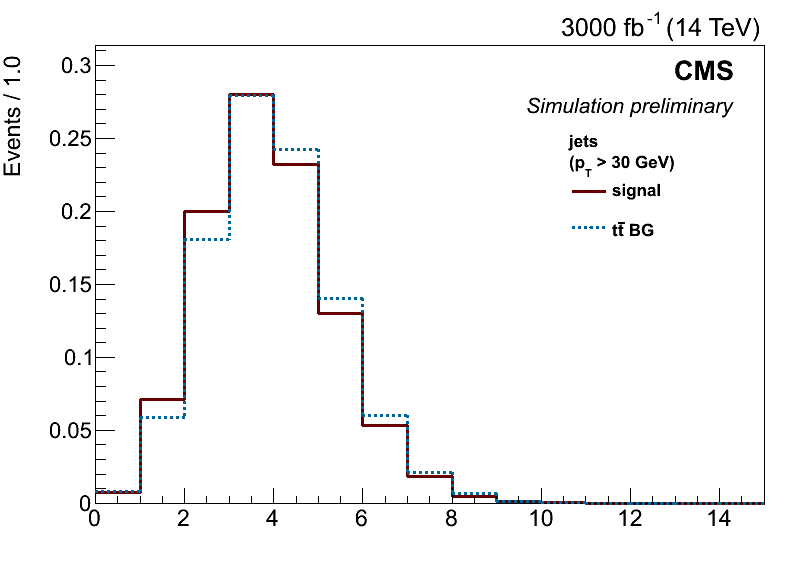 3000 fb⁻¹ (14 TeV)
Events / 1.0
CMS
Simulation preliminary
jets
(p_T > 30 GeV)
signal
tt̄ BG
0.3
0.25
0.2
0.15
0.1
0.05
0
0 2 4 6 8 10 12 14